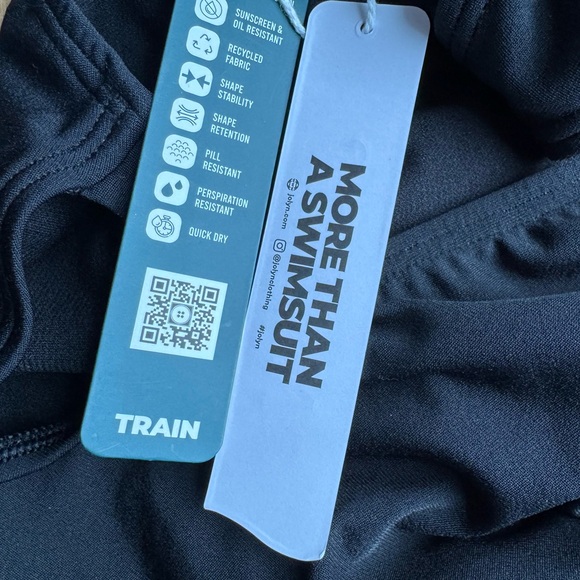 SUNSCREEN &
OIL RESISTANT
RECYCLED
FABRIC
SHAPE
STABILITY
SHAPE
RETENTION
PILL
RESISTANT
PERSPIRATION
RESISTANT
QUICK DRY
TRAIN
MORE THAN
A SWIMSUIT
jolyn.com
@jolynclothing
#jolyn